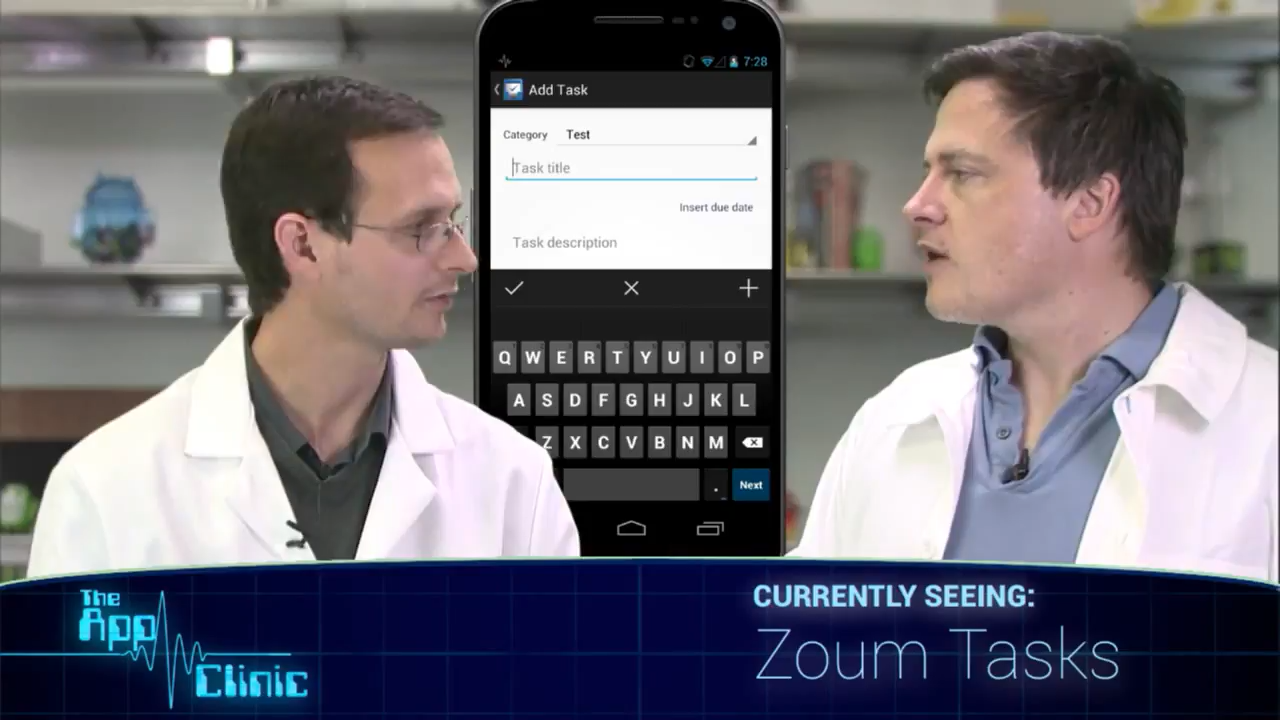 7:28
Add Task
Category Test
Task title
Insert due date
Task description
Q W E R T Y U I O P
A S D F G H J K L
Z X C V B N M
. Next
The
App
Clinic
CURRENTLY SEEING:
Zoum Tasks